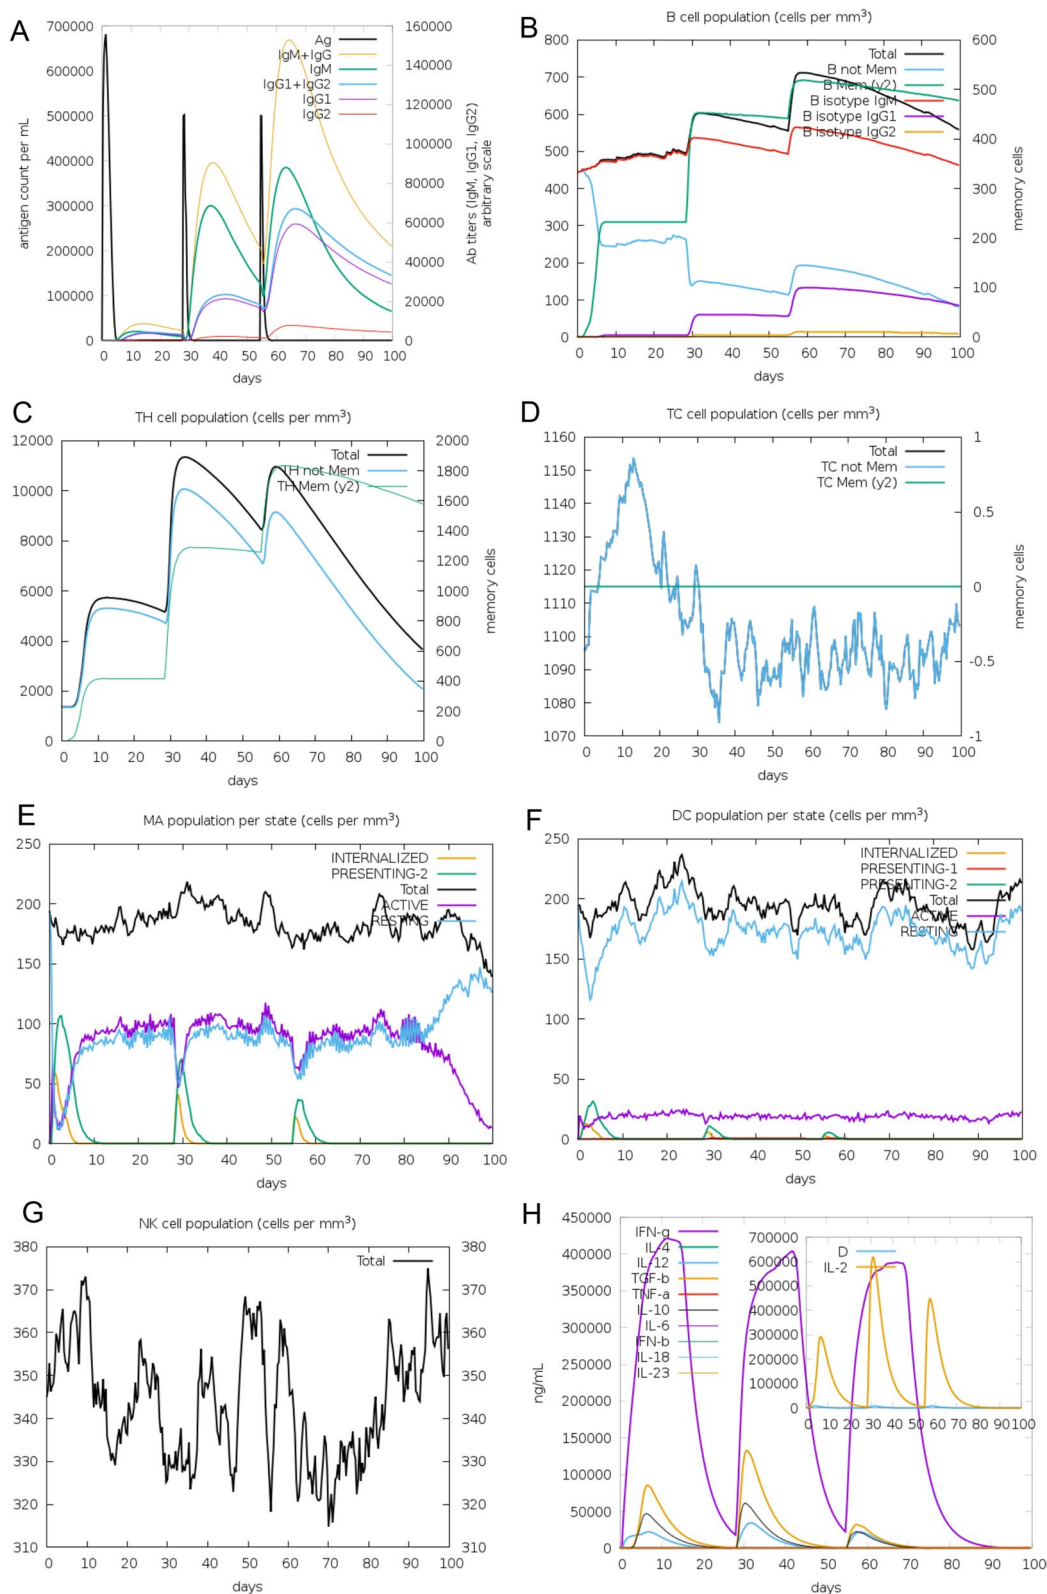 A
700000
600000
500000
400000
300000
200000
100000
0
antigen count per mL
Ag
IgM+IgG
IgM
IgG1+IgG2
IgG1
IgG2
160000
140000
120000
100000
80000
60000
40000
20000
0
Ab titers (IgM, IgG1, IgG2)
arbitrary scale
0 10 20 30 40 50 60 70 80 90 100
days
B
B cell population (cells per mm³)
800
700
600
500
400
300
200
100
0
Total
B not Mem
B Mem (y2)
B isotype IgM
B isotype IgG1
B isotype IgG2
600
500
400
300
200
100
0
memory cells
0 10 20 30 40 50 60 70 80 90 100
days
C
TH cell population (cells per mm³)
12000
10000
8000
6000
4000
2000
0
Total
TH not Mem
TH Mem (y2)
2000
1800
1600
1400
1200
1000
800
600
400
200
0
memory cells
0 10 20 30 40 50 60 70 80 90 100
days
D
TC cell population (cells per mm³)
1160
1150
1140
1130
1120
1110
1100
1090
1080
1070
Total
TC not Mem
TC Mem (y2)
1
0.5
0
-0.5
-1
memory cells
0 10 20 30 40 50 60 70 80 90 100
days
E
MA population per state (cells per mm³)
250
200
150
100
50
0
INTERNALIZED
PRESENTING-2
Total
ACTIVE
RESTING
0 10 20 30 40 50 60 70 80 90 100
days
F
DC population per state (cells per mm³)
250
200
150
100
50
0
INTERNALIZED
PRESENTING-1
PRESENTING-2
Total
ACTIVE
RESTING
0 10 20 30 40 50 60 70 80 90 100
days
G
NK cell population (cells per mm³)
380
370
360
350
340
330
320
310
Total
380
370
360
350
340
330
320
310
0 10 20 30 40 50 60 70 80 90 100
days
H
450000
400000
350000
300000
250000
200000
150000
100000
50000
0
ng/mL
IFN-g
IL-4
IL-12
TGF-b
TNF-a
IL-10
IL-6
IFN-b
IL-18
IL-23
700000
600000
500000
400000
300000
200000
100000
0
D
IL-2
0 10 20 30 40 50 60 70 80 90 100
0 10 20 30 40 50 60 70 80 90 100
days